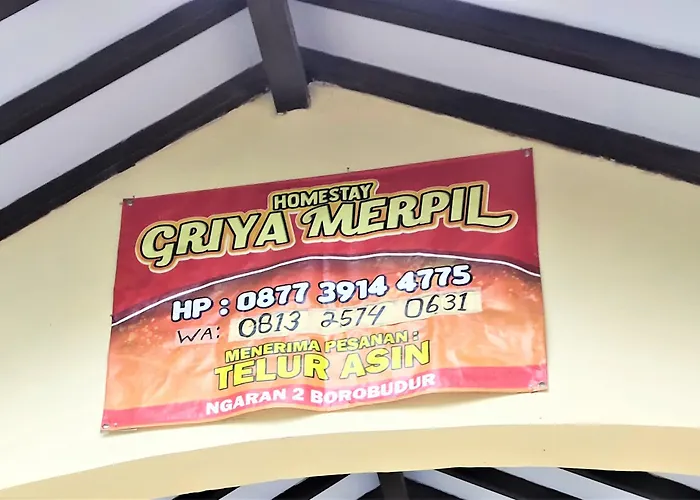 HOMESTAY
GRIYA MERPIL
HP : 0877 3914 4775
WA: 0813 2574 0631
MENERIMA PESANAN :
TELUR ASIN
NGARAN 2 BOROBUDUR